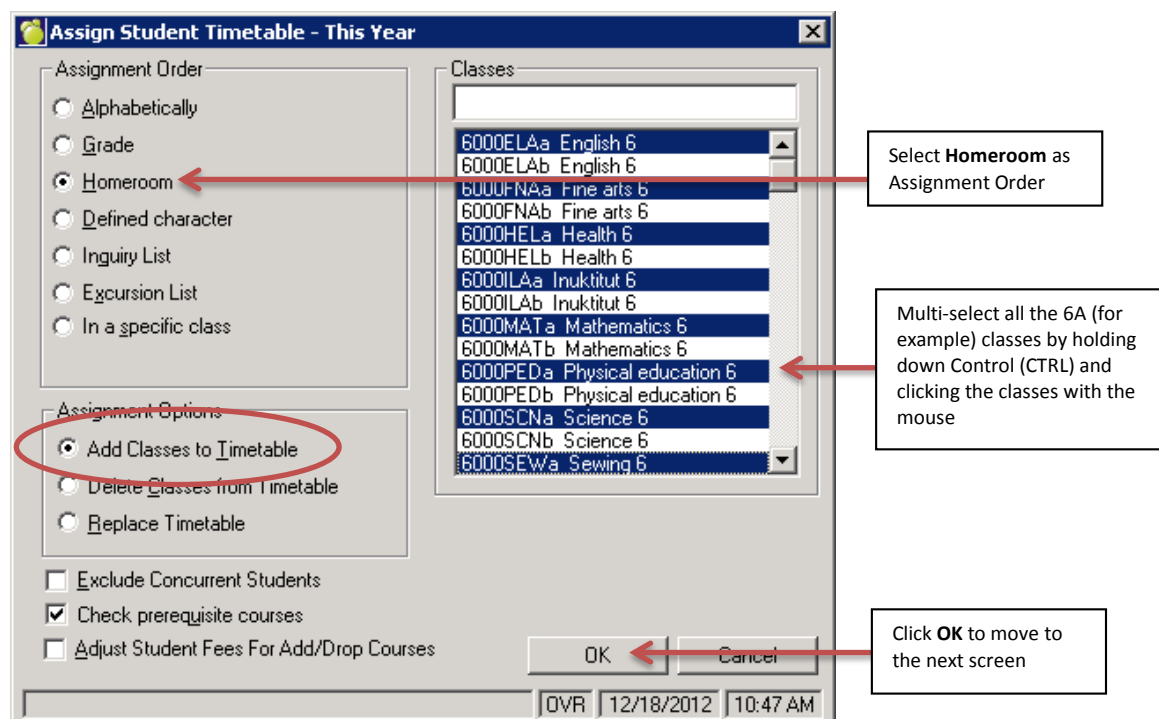 Assign Student Timetable - This Year
Assignment Order
Alphabetically
Grade
Homeroom
Defined character
Inquiry List
Excursion List
In a specific class
Assignment Options
Add Classes to Timetable
Delete Classes from Timetable
Replace Timetable
Exclude Concurrent Students
Check prerequisite courses
Adjust Student Fees For Add/Drop Courses
Classes
6000ELAa English 6
6000ELAb English 6
6000FNAa Fine arts 6
6000FNAb Fine arts 6
6000HELa Health 6
6000HELb Health 6
6000ILAa Inuktitut 6
6000ILAb Inuktitut 6
6000MATa Mathematics 6
6000MATb Mathematics 6
6000PEDa Physical education 6
6000PEDb Physical education 6
6000SCNa Science 6
6000SCNb Science 6
6000SEWa Sewing 6
OK
Cancel
OVR
12/18/2012
10:47 AM
Select Homeroom as
Assignment Order
Multi-select all the 6A (for
example) classes by holding
down Control (CTRL) and
clicking the classes with the
mouse
Click OK to move to
the next screen